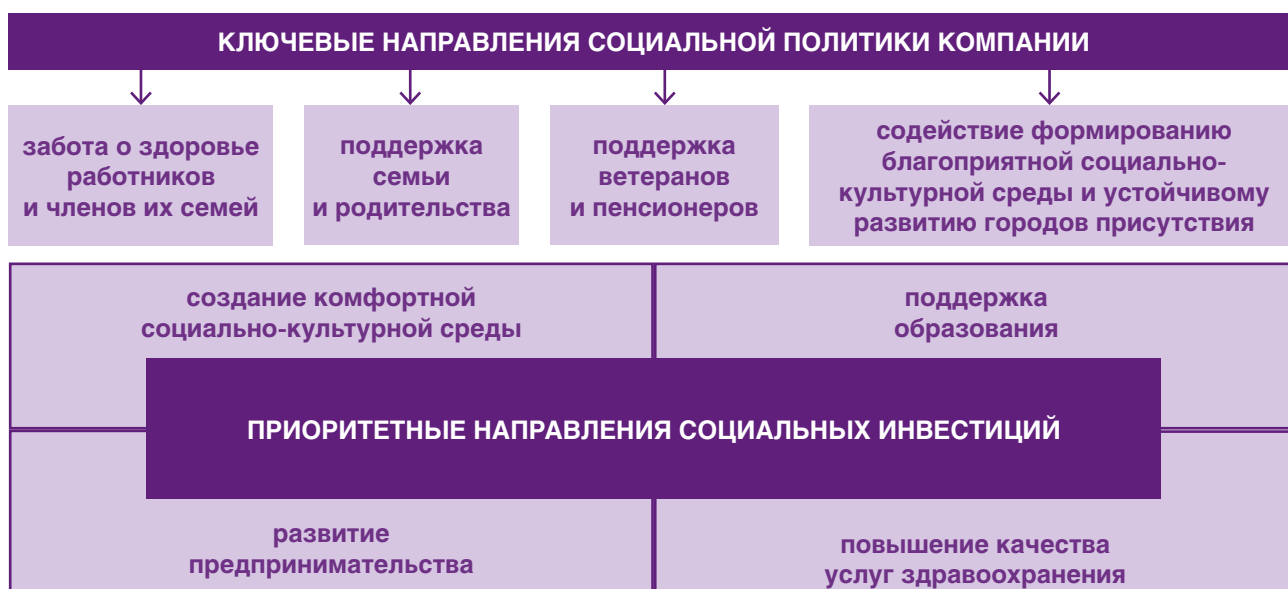 КЛЮЧЕВЫЕ НАПРАВЛЕНИЯ СОЦИАЛЬНОЙ ПОЛИТИКИ КОМПАНИИ
забота о здоровье
работников
и членов их семей
поддержка
семьи
и родительства
поддержка
ветеранов
и пенсионеров
содействие формированию
благоприятной социально-
культурной среды и устойчивому
развитию городов присутствия
создание комфортной
социально-культурной среды
поддержка
образования
ПРИОРИТЕТНЫЕ НАПРАВЛЕНИЯ СОЦИАЛЬНЫХ ИНВЕСТИЦИЙ
развитие
предпринимательства
повышение качества
услуг здравоохранения